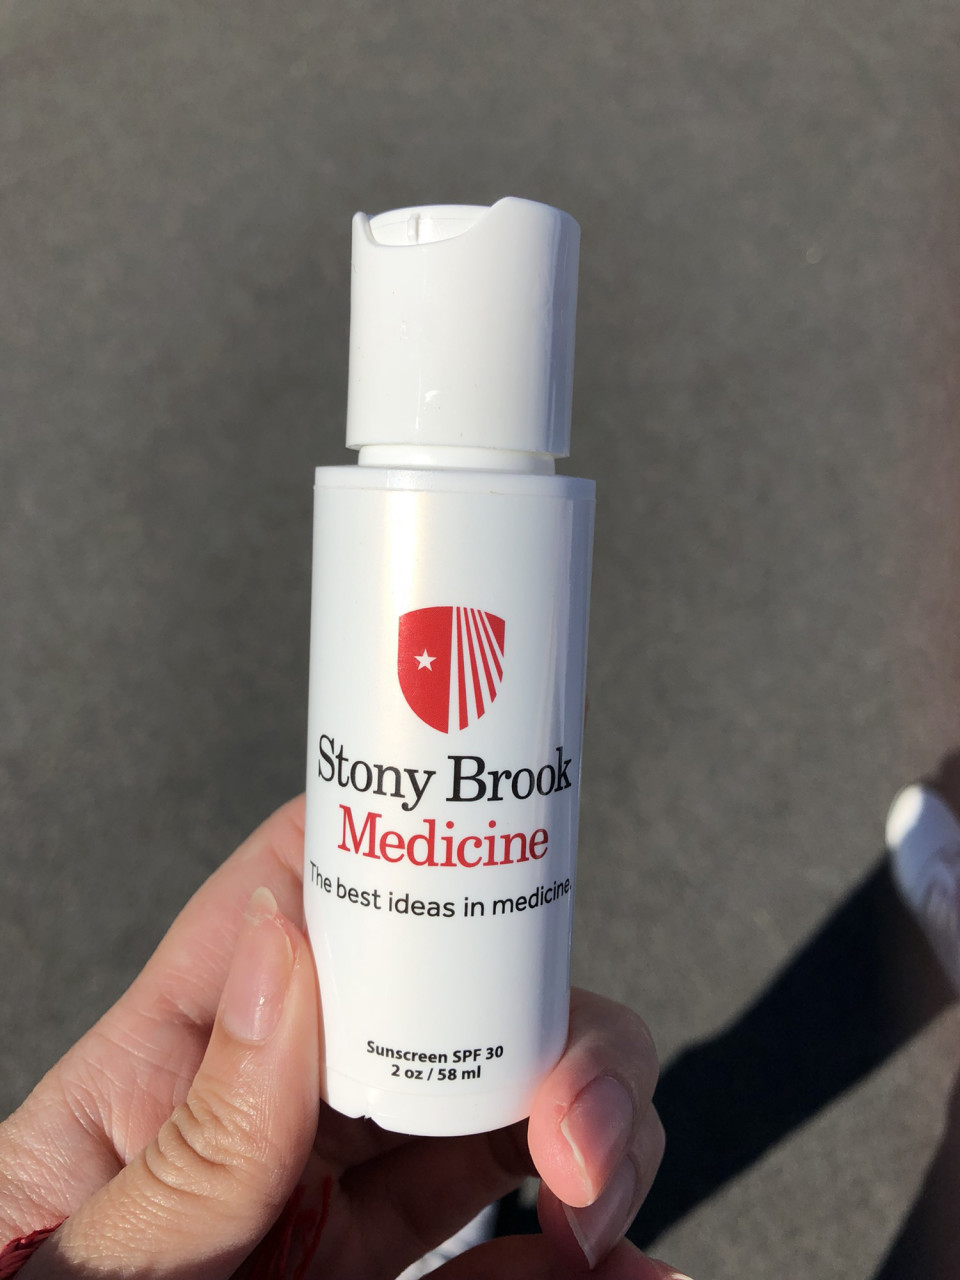 Stony Brook
Medicine
The best ideas in medicine.
Sunscreen SPF 30
2 oz / 58 ml